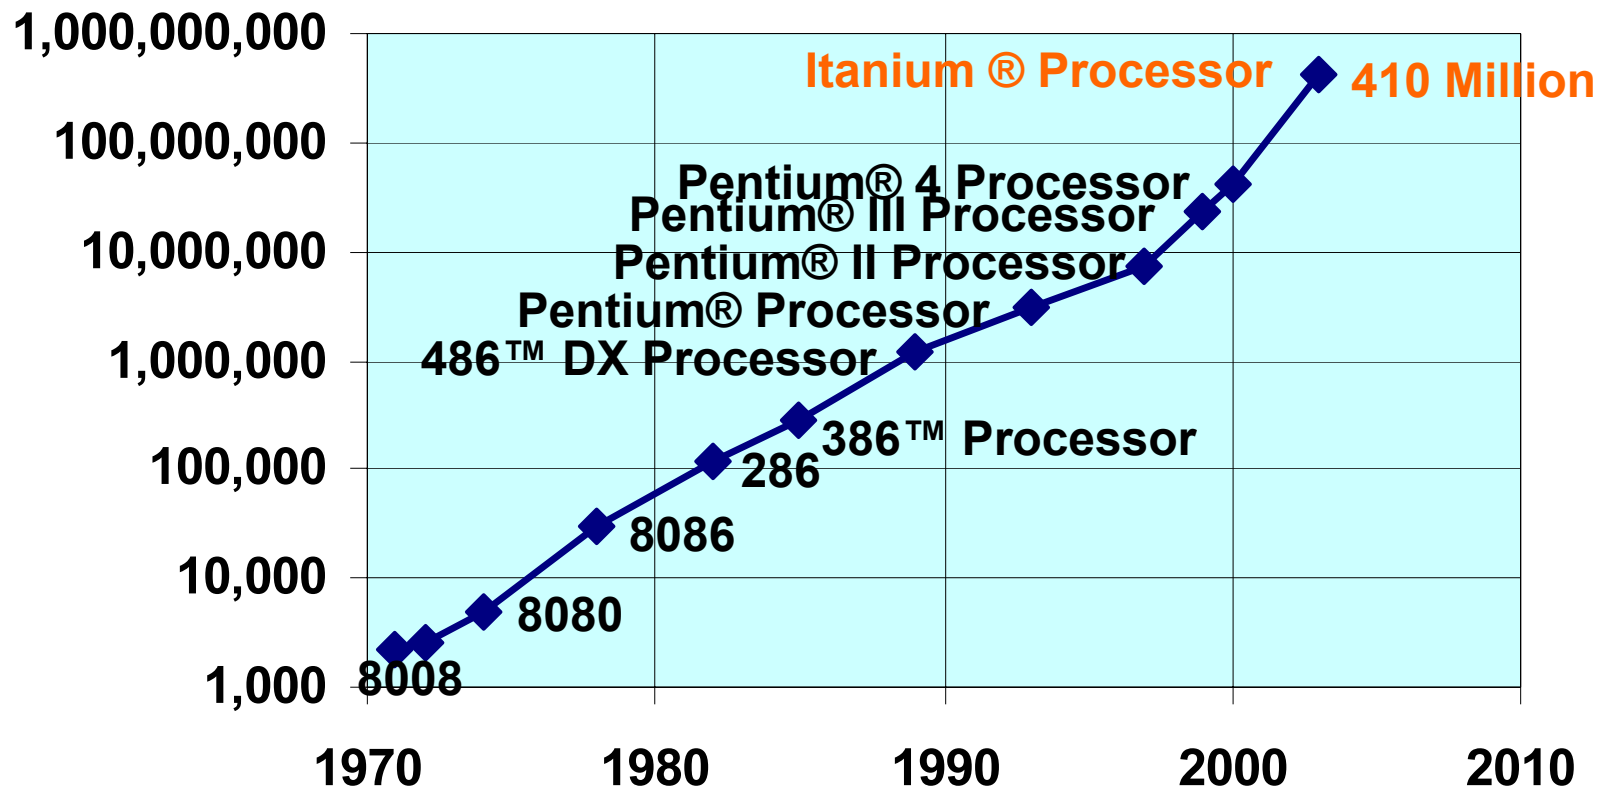 1,000,000,000
Itanium ® Processor
410 Million
100,000,000
Pentium® 4 Processor
Pentium® III Processor
10,000,000
Pentium® II Processor
Pentium® Processor
1,000,000
486™ DX Processor
386™ Processor
100,000
286
8086
10,000
8080
1,000
8008
1970
1980
1990
2000
2010